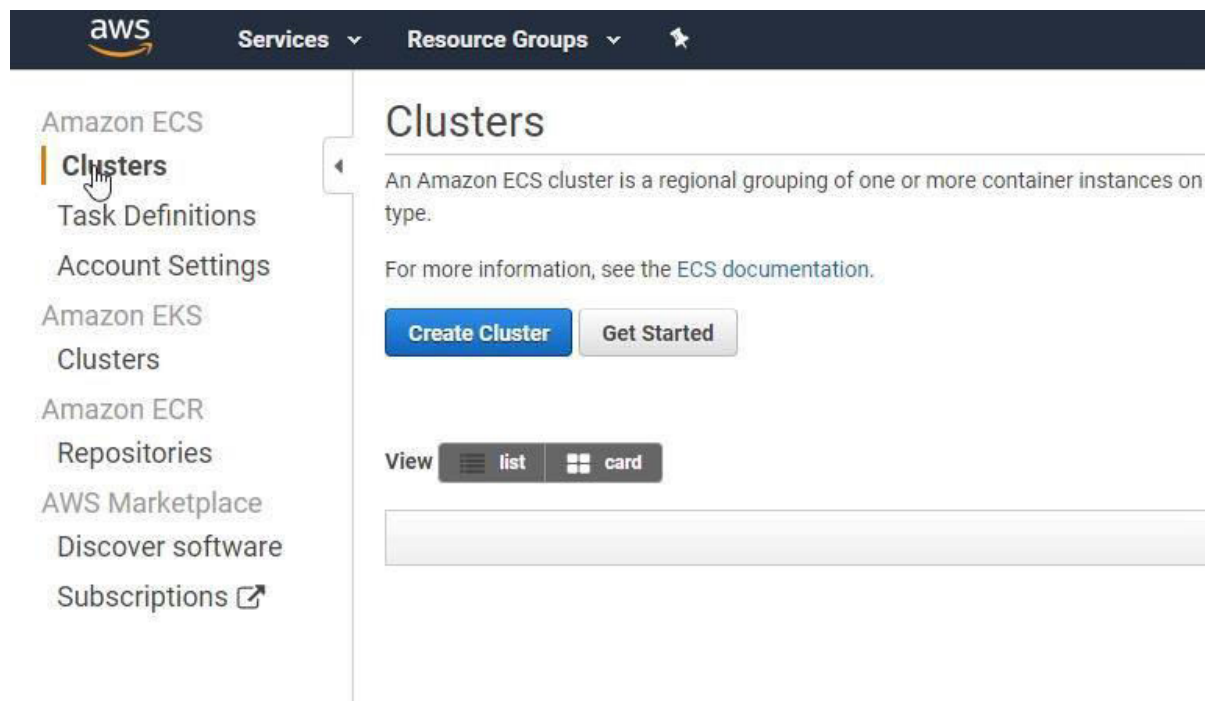 aws Services Resource Groups
Amazon ECS
Clusters
Task Definitions
Account Settings
Amazon EKS
Clusters
Amazon ECR
Repositories
AWS Marketplace
Discover software
Subscriptions
Clusters
An Amazon ECS cluster is a regional grouping of one or more container instances on
type.
For more information, see the ECS documentation.
Create Cluster Get Started
View list card